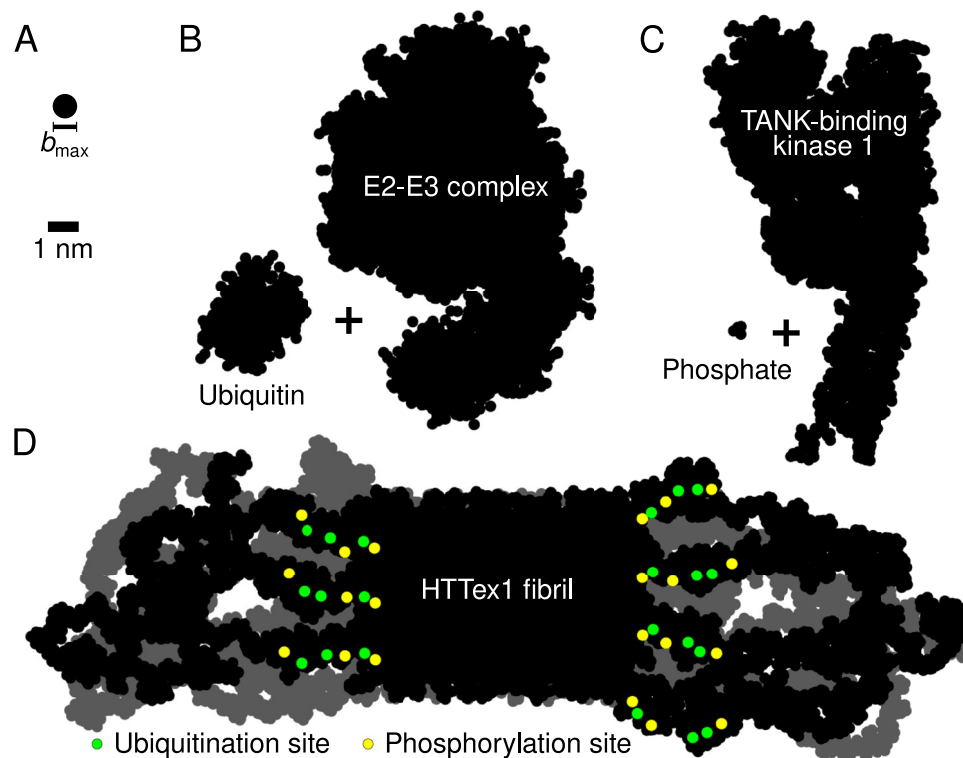 A
b max
1 nm
B
E2-E3 complex
+
Ubiquitin
C
TANK-binding
kinase 1
+
Phosphate
D
HTTex1 fibril
Ubiquitination site
Phosphorylation site